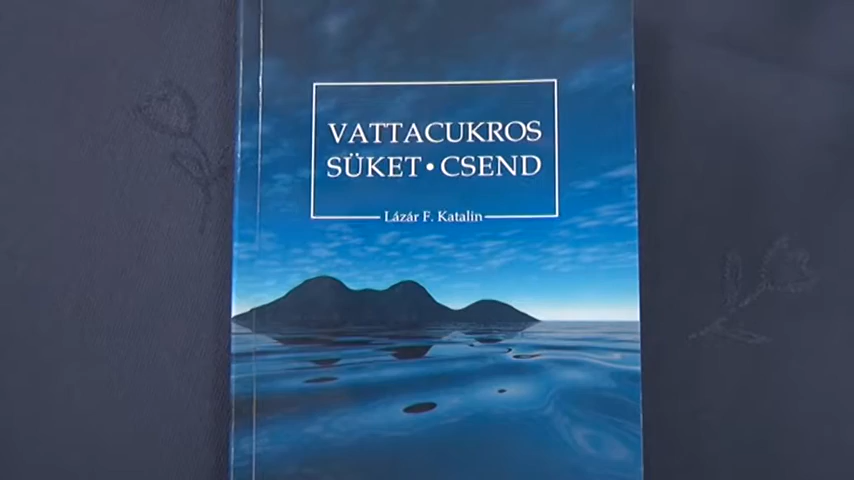 VATTACUKROS
SÜKET • CSEND
Lázár F. Katalin